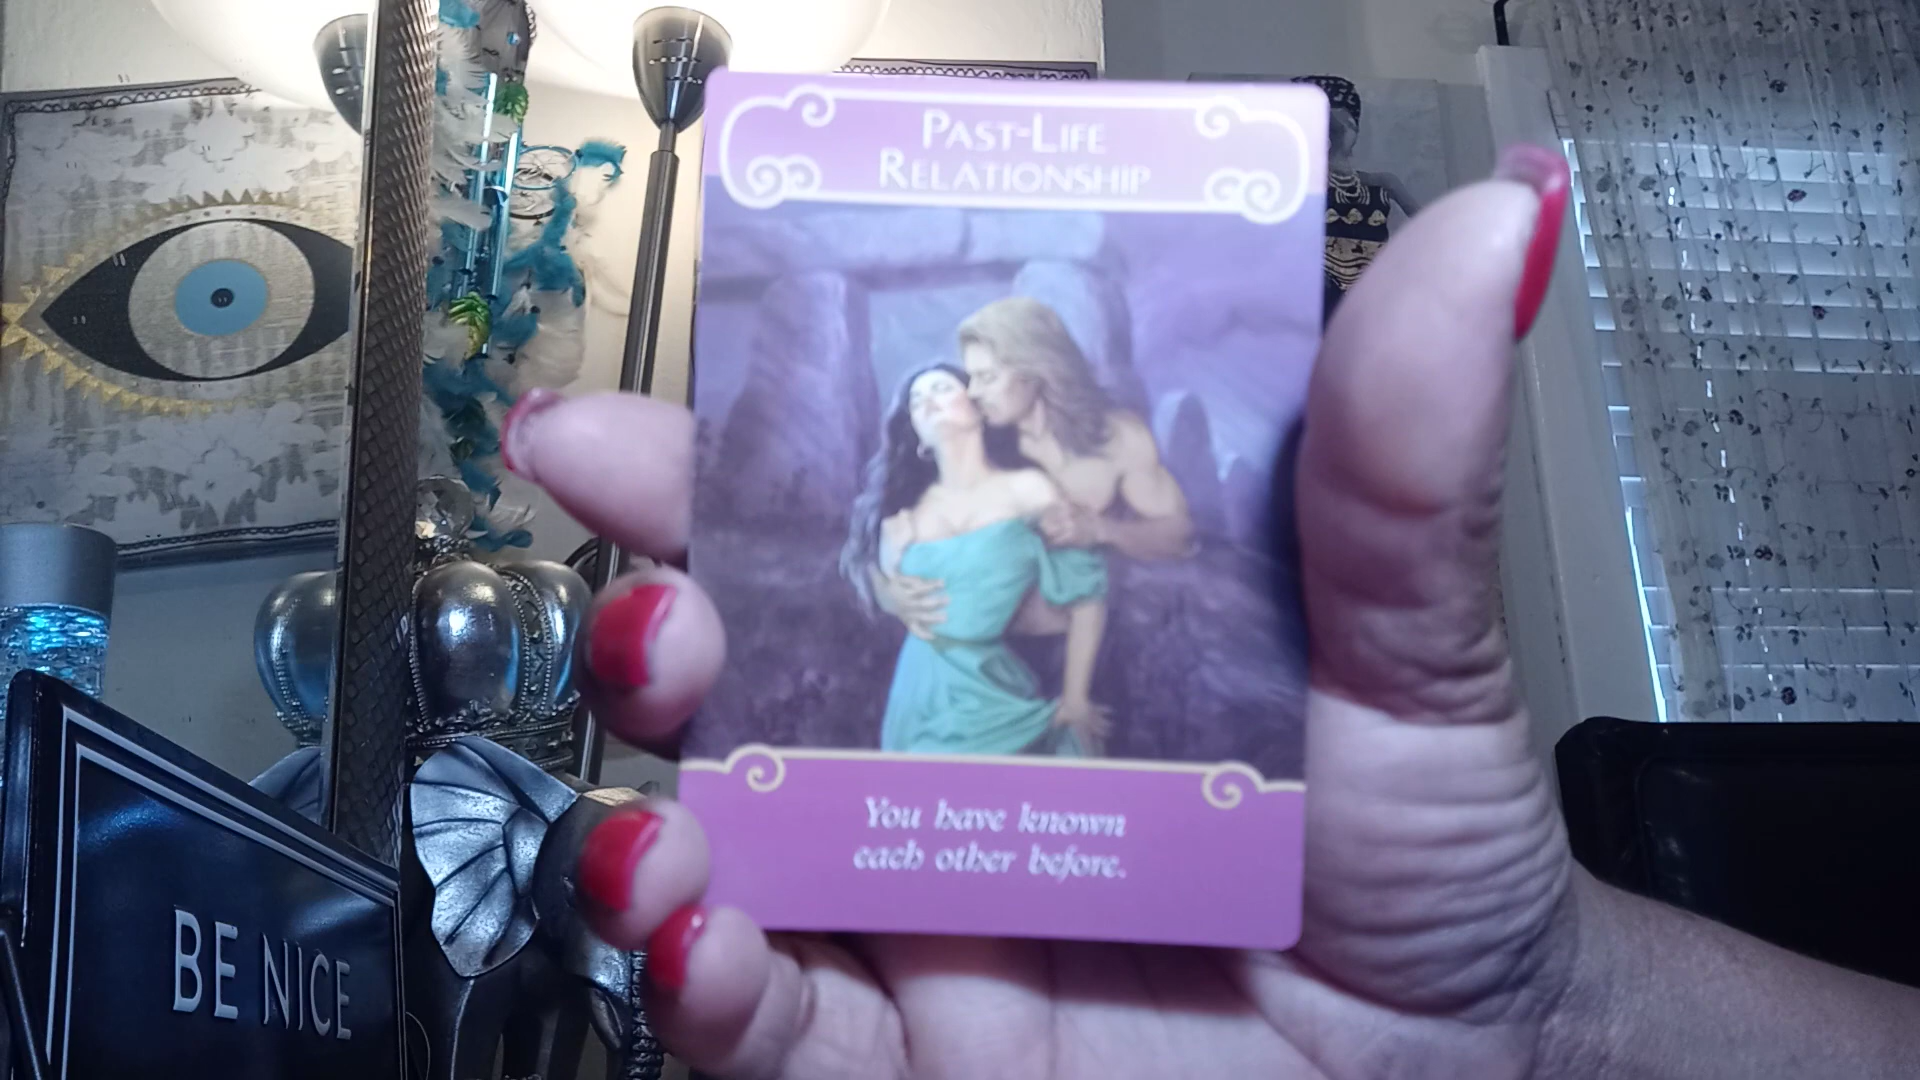 PAST-LIFE
RELATIONSHIP
You have known
each other before.
BE NICE